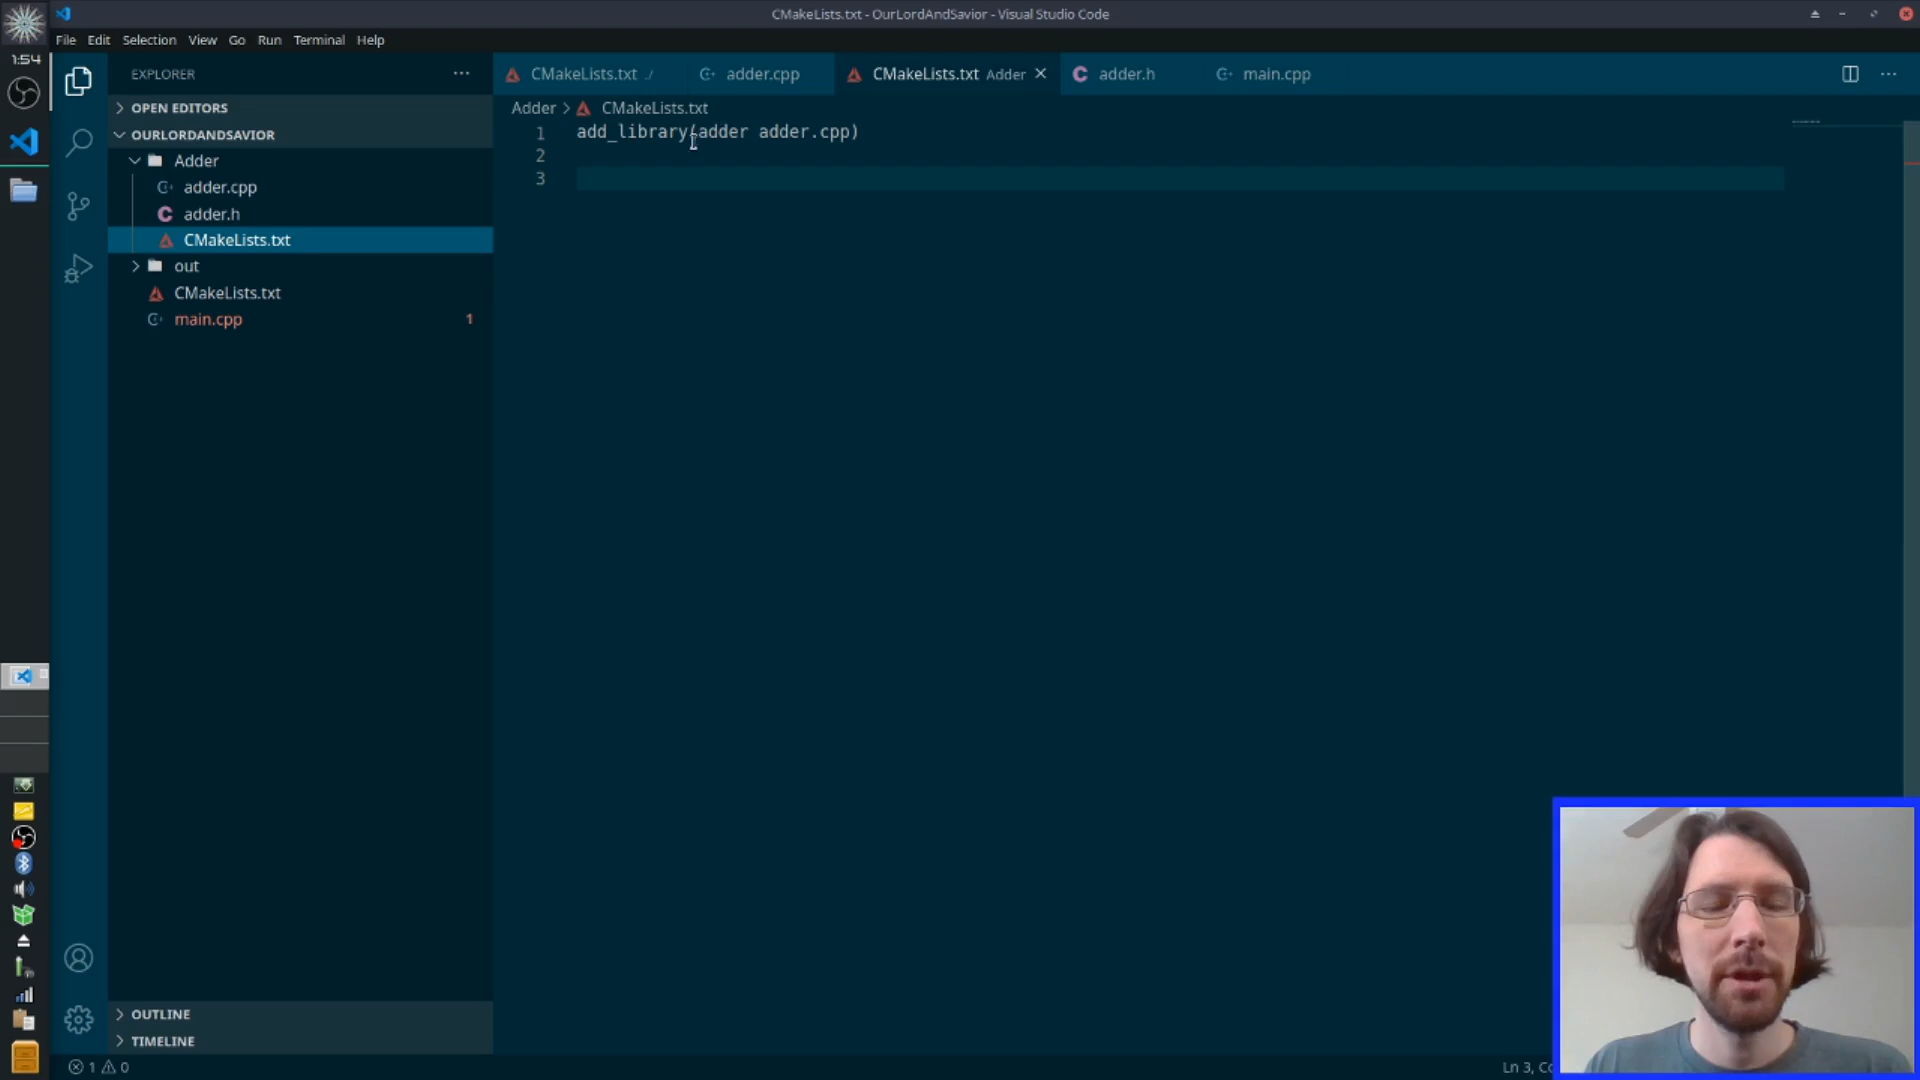 CMakeLists.txt - OurLordAndSavior - Visual Studio Code
File Edit Selection View Go Run Terminal Help
1:54
EXPLORER
CMakeLists.txt ./
adder.cpp
CMakeLists.txt Adder
adder.h
main.cpp
OPEN EDITORS
OURLORDANDSAVIOR
Adder
adder.cpp
adder.h
CMakeLists.txt
out
CMakeLists.txt
main.cpp 1
Adder > CMakeLists.txt
1 add_library(adder adder.cpp)
2
3
OUTLINE
TIMELINE
1 0
Ln 3,